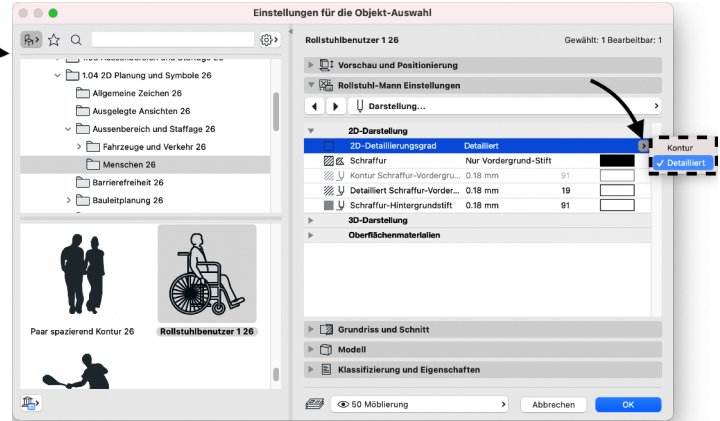 Einstellungen für die Objekt-Auswahl
Rollstuhlbenutzer 1 26
Gewählt: 1 Bearbeitbar: 1
1.04 2D Planung und Symbole 26
Allgemeine Zeichen 26
Ausgelegte Ansichten 26
Aussenbereich und Staffage 26
Fahrzeuge und Verkehr 26
Menschen 26
Barrierefreiheit 26
Bauleitplanung 26
Paar spazierend Kontur 26
Rollstuhlbenutzer 1 26
Vorschau und Positionierung
Rollstuhl-Mann Einstellungen
Darstellung...
2D-Darstellung
2D-Detaillierungsgrad Detailliert
Kontur
✓ Detailliert
Schraffur Nur Vordergrund-Stift
Kontur Schraffur-Vordergru... 0.18 mm 91
Detailliert Schraffur-Vorder... 0.18 mm 19
Schraffur-Hintergrundstift 0.18 mm 91
3D-Darstellung
Oberflächenmaterialien
Grundriss und Schnitt
Modell
Klassifizierung und Eigenschaften
50 Möblierung
Abbrechen
OK